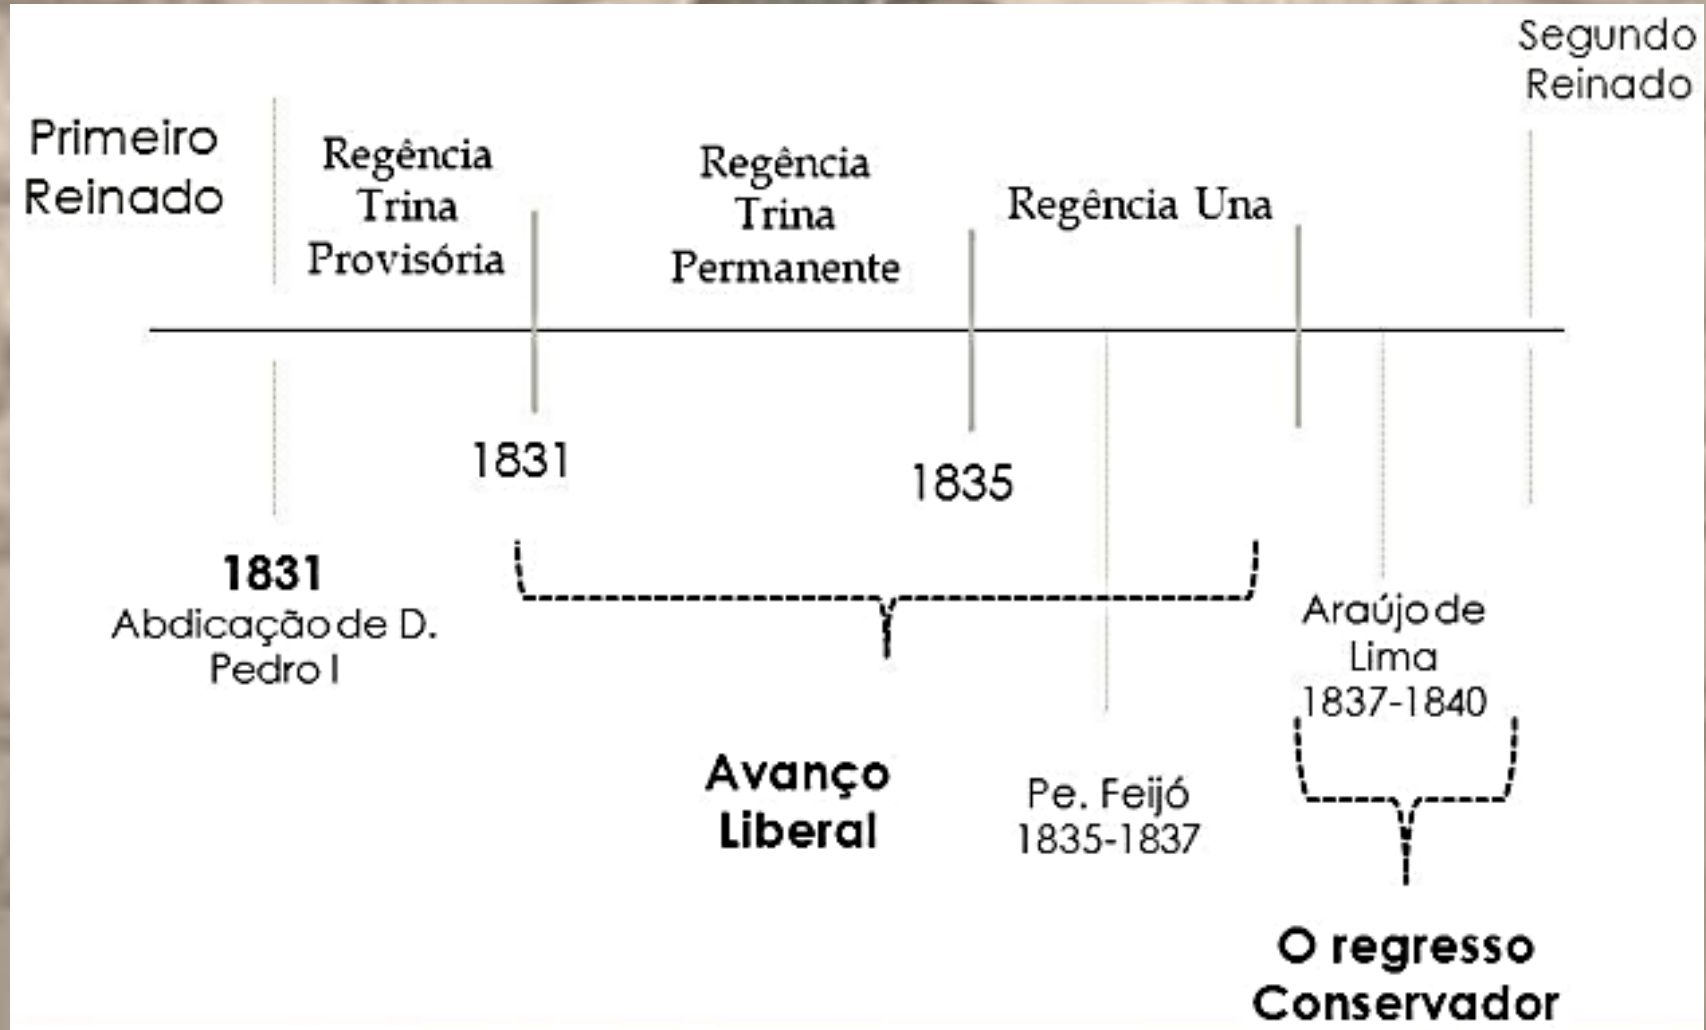 Segundo
Reinado
Primeiro
Reinado
Regência
Trina
Provisória
Regência
Trina
Permanente
Regência Una
1831
1835
1831
Abdicação de D.
Pedro I
Araújo de
Lima
1837-1840
Avanço
Liberal
Pe. Feijó
1835-1837
O regresso
Conservador